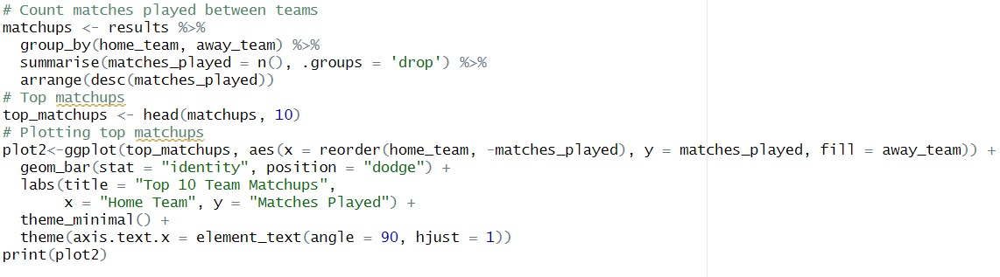 # Count matches played between teams
matchups <- results %>%
  group_by(home_team, away_team) %>%
  summarise(matches_played = n(), .groups = 'drop') %>%
  arrange(desc(matches_played))
# Top matchups
top_matchups <- head(matchups, 10)
# Plotting top matchups
plot2<-ggplot(top_matchups, aes(x = reorder(home_team, -matches_played), y = matches_played, fill = away_team)) +
  geom_bar(stat = "identity", position = "dodge") +
  labs(title = "Top 10 Team Matchups",
       x = "Home Team", y = "Matches Played") +
  theme_minimal() +
  theme(axis.text.x = element_text(angle = 90, hjust = 1))
print(plot2)